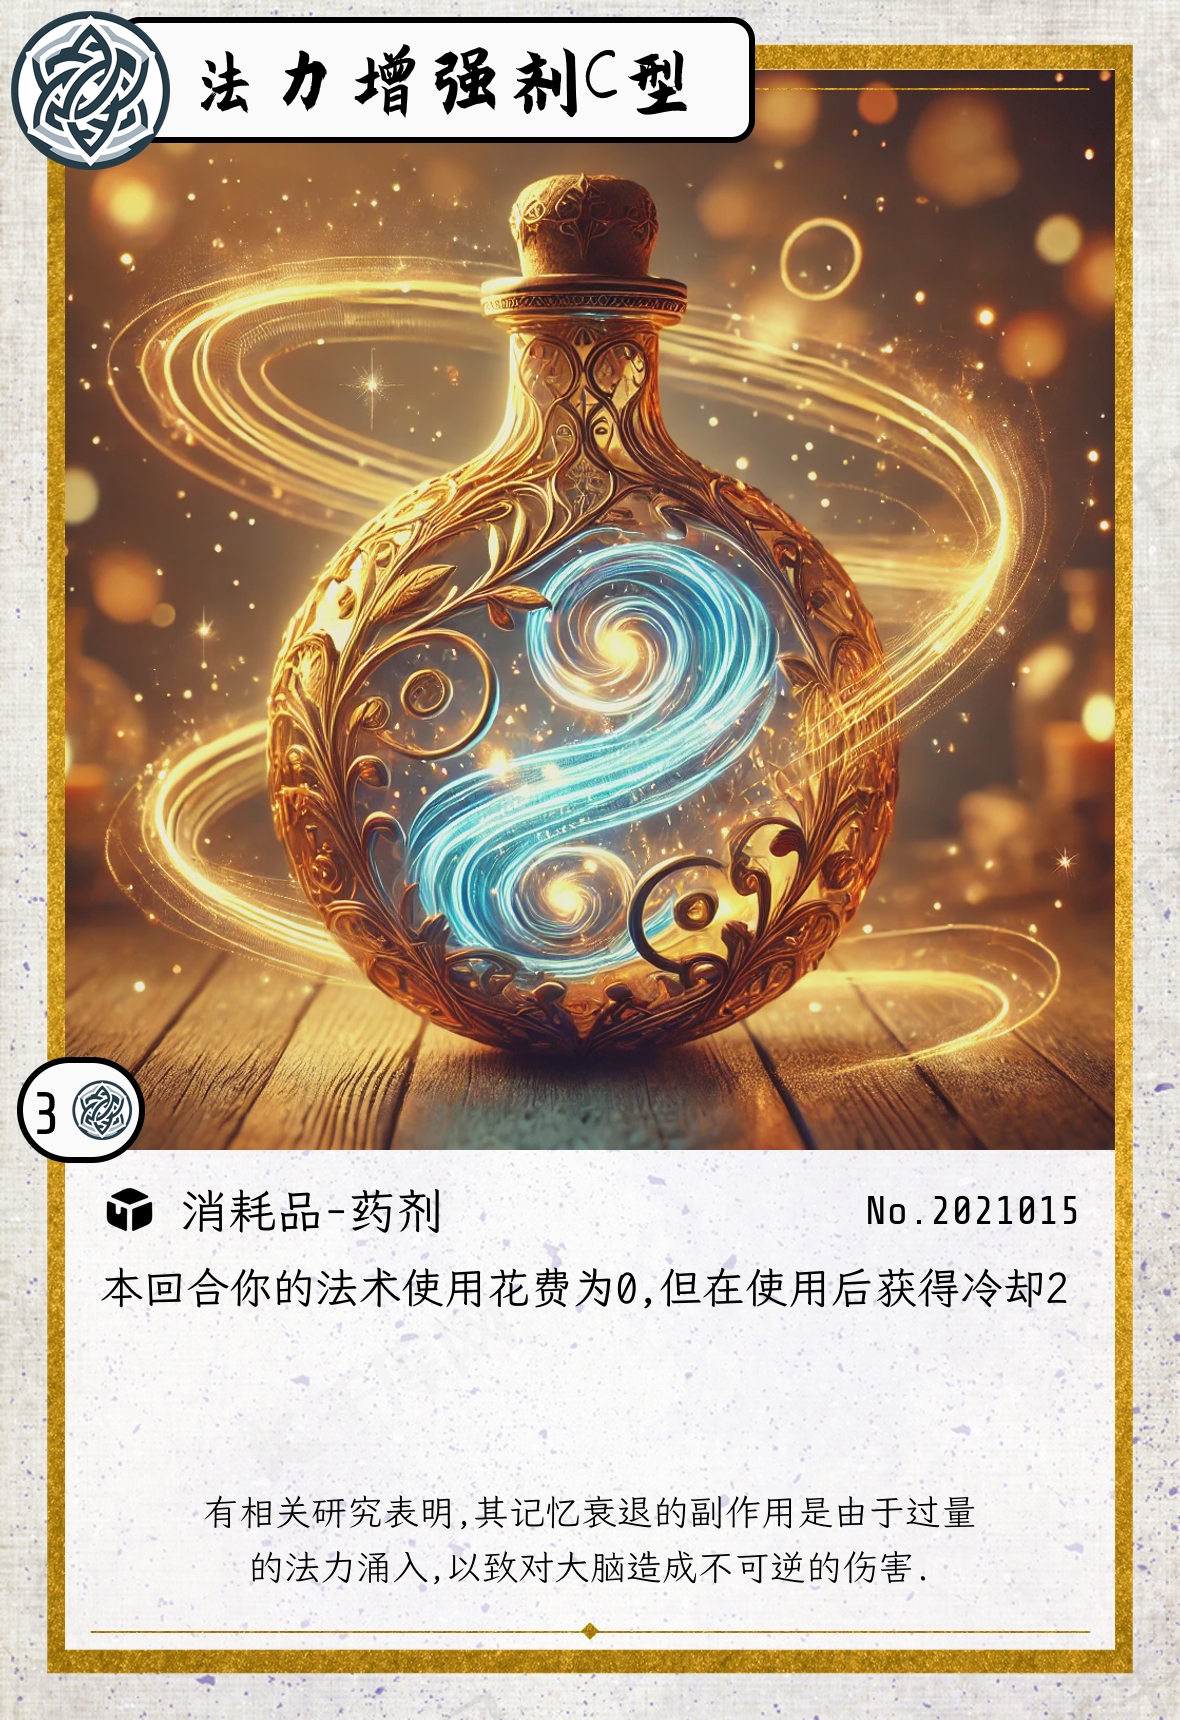 法力增强剂C型
3
消耗品-药剂
No.2021015
本回合你的法术使用花费为0,但在使用后获得冷却2
有相关研究表明,其记忆衰退的副作用是由于过量
的法力涌入,以致对大脑造成不可逆的伤害.